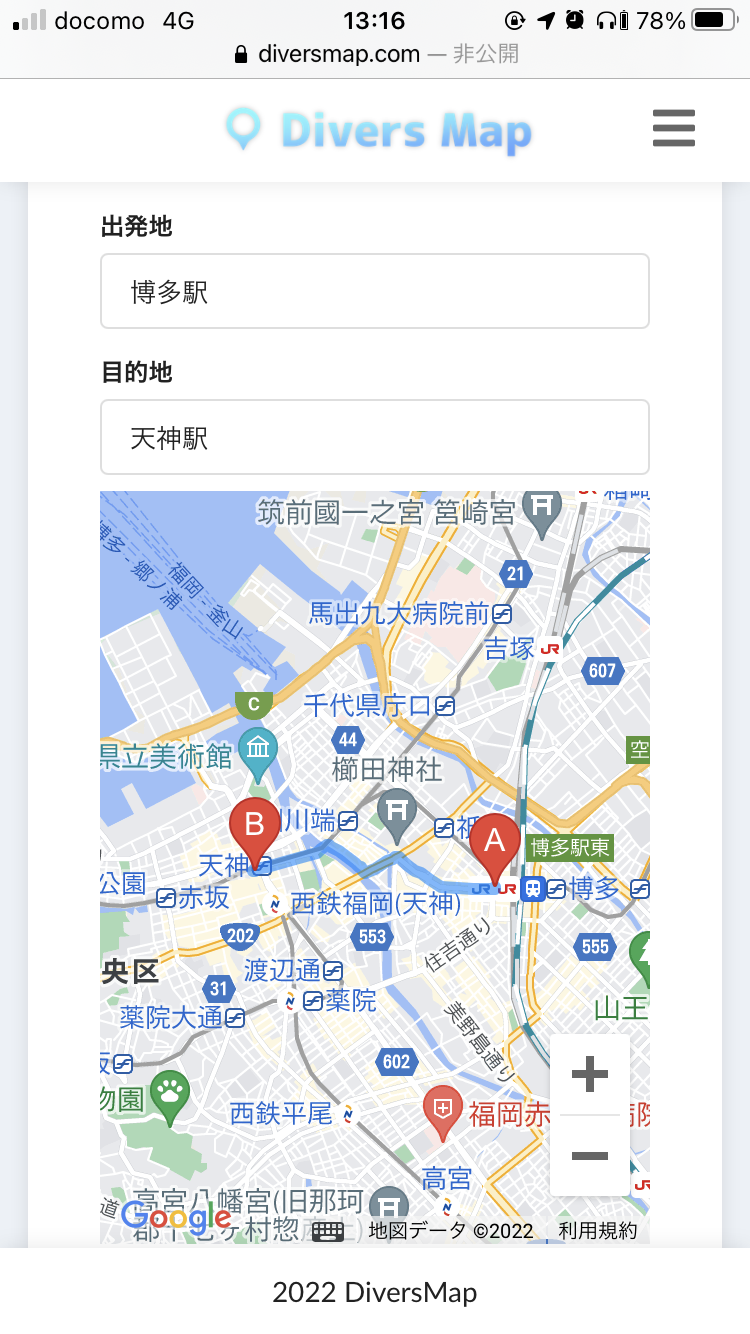 docomo 4G 13:16 78%
diversmap.com — 非公開
Divers Map
出発地
博多駅
目的地
天神駅
筑前國一之宮 筥崎宮
博多 - 郷ノ浦
福岡 - 釜山
21
馬出九大病院前
吉塚 JR
607
C
千代県庁口
44
空
県立美術館
櫛田神社
B
川端
祇
A
博多駅東
天神
JR JR
博多
公園
赤坂
西鉄福岡(天神)
202
553
住吉通り
555
央区
渡辺通
31
薬院
山王
薬院大通
美野島通り
602
+
物園
西鉄平尾
福岡赤
病院
−
高宮
JR
高宮八幡宮(旧那珂
道
Google
地図データ ©2022
利用規約
2022 DiversMap